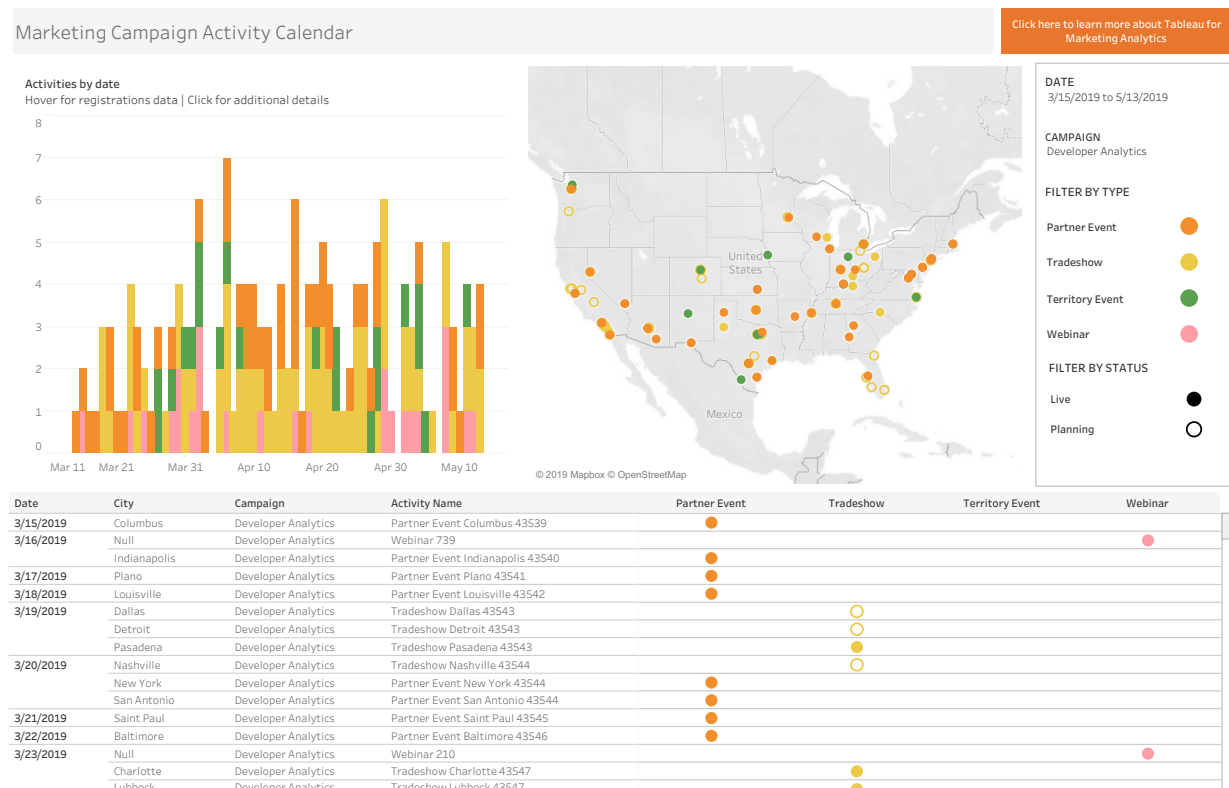 Marketing Campaign Activity Calendar
Click here to learn more about Tableau for
Marketing Analytics
Activities by date
Hover for registrations data | Click for additional details
8
7
6
5
4
3
2
1
0
Mar 11 Mar 21 Mar 31 Apr 10 Apr 20 Apr 30 May 10
United
States
Mexico
© 2019 Mapbox © OpenStreetMap
DATE
3/15/2019 to 5/13/2019
CAMPAIGN
Developer Analytics
FILTER BY TYPE
Partner Event
Tradeshow
Territory Event
Webinar
FILTER BY STATUS
Live
Planning
Date City Campaign Activity Name Partner Event Tradeshow Territory Event Webinar
3/15/2019 Columbus Developer Analytics Partner Event Columbus 43539
3/16/2019 Null Developer Analytics Webinar 739
Indianapolis Developer Analytics Partner Event Indianapolis 43540
3/17/2019 Plano Developer Analytics Partner Event Plano 43541
3/18/2019 Louisville Developer Analytics Partner Event Louisville 43542
3/19/2019 Dallas Developer Analytics Tradeshow Dallas 43543
Detroit Developer Analytics Tradeshow Detroit 43543
Pasadena Developer Analytics Tradeshow Pasadena 43543
3/20/2019 Nashville Developer Analytics Tradeshow Nashville 43544
New York Developer Analytics Partner Event New York 43544
San Antonio Developer Analytics Partner Event San Antonio 43544
3/21/2019 Saint Paul Developer Analytics Partner Event Saint Paul 43545
3/22/2019 Baltimore Developer Analytics Partner Event Baltimore 43546
3/23/2019 Null Developer Analytics Webinar 210
Charlotte Developer Analytics Tradeshow Charlotte 43547
Lubbock Developer Analytics Tradeshow Lubbock 43547